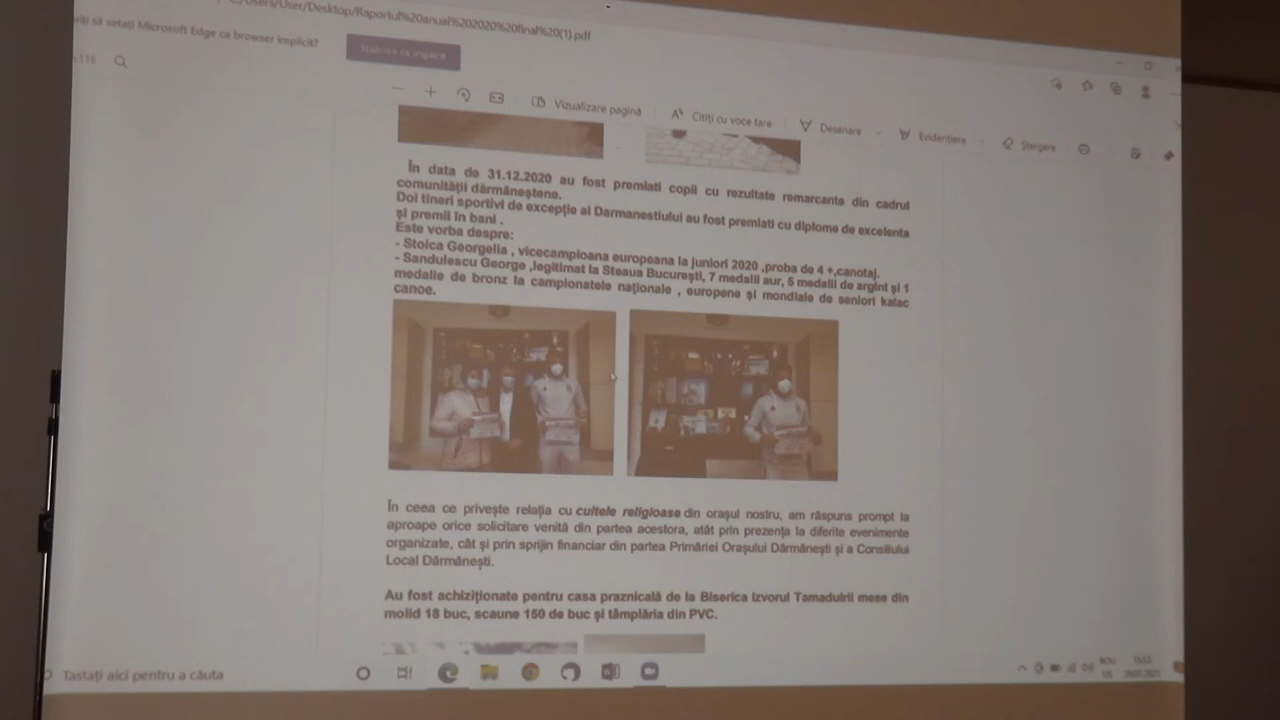 /Users/User/Desktop/Raportul%20anual%202020%20final%20(1).pdf
să setați Microsoft Edge ca browser implicit?
Vizualizare pagină
Citiți cu voce tare
Desenare
Evidențiere
Ștergere
În data de 31.12.2020 au fost premiati copii cu rezultate remarcante din cadrul
comunității dărmăneștene.
Doi tineri sportivi de excepție ai Darmanestiului au fost premiati cu diplome de excelenta
și premii în bani .
Este vorba despre:
- Stoica Georgelia , vicecampioana europeana la juniori 2020 ,proba de 4 +,canotaj.
- Sandulescu George ,legitimat la Steaua București, 7 medalii aur, 5 medalii de argint și 1
medalie de bronz la campionatele naționale , europene și mondiale de seniori kaiac
canoe.
În ceea ce privește relația cu cultele religioase din orașul nostru, am răspuns prompt la
aproape orice solicitare venită din partea acestora, atât prin prezența la diferite evenimente
organizate, cât și prin sprijin financiar din partea Primăriei Orașului Dărmănești și a Consiliului
Local Dărmănești.
Au fost achiziționate pentru casa praznicală de la Biserica Izvorul Tamaduirii mese din
molid 18 buc, scaune 150 de buc și tâmplăria din PVC.
Tastați aici pentru a căuta
ROU